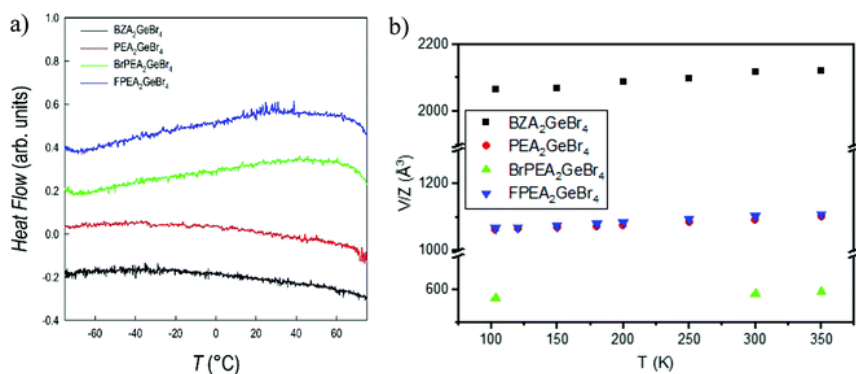 a)
1.0
0.8
0.6
0.4
0.2
0.0
-0.2
-0.4
Heat Flow (arb. units)
BZA₂GeBr₄
PEA₂GeBr₄
BrPEA₂GeBr₄
FPEA₂GeBr₄
-60 -40 -20 0 20 40 60
T (°C)
b)
2200
2100
2000
1100
1000
600
V/Z (Å³)
BZA₂GeBr₄
PEA₂GeBr₄
BrPEA₂GeBr₄
FPEA₂GeBr₄
100 150 200 250 300 350
T (K)